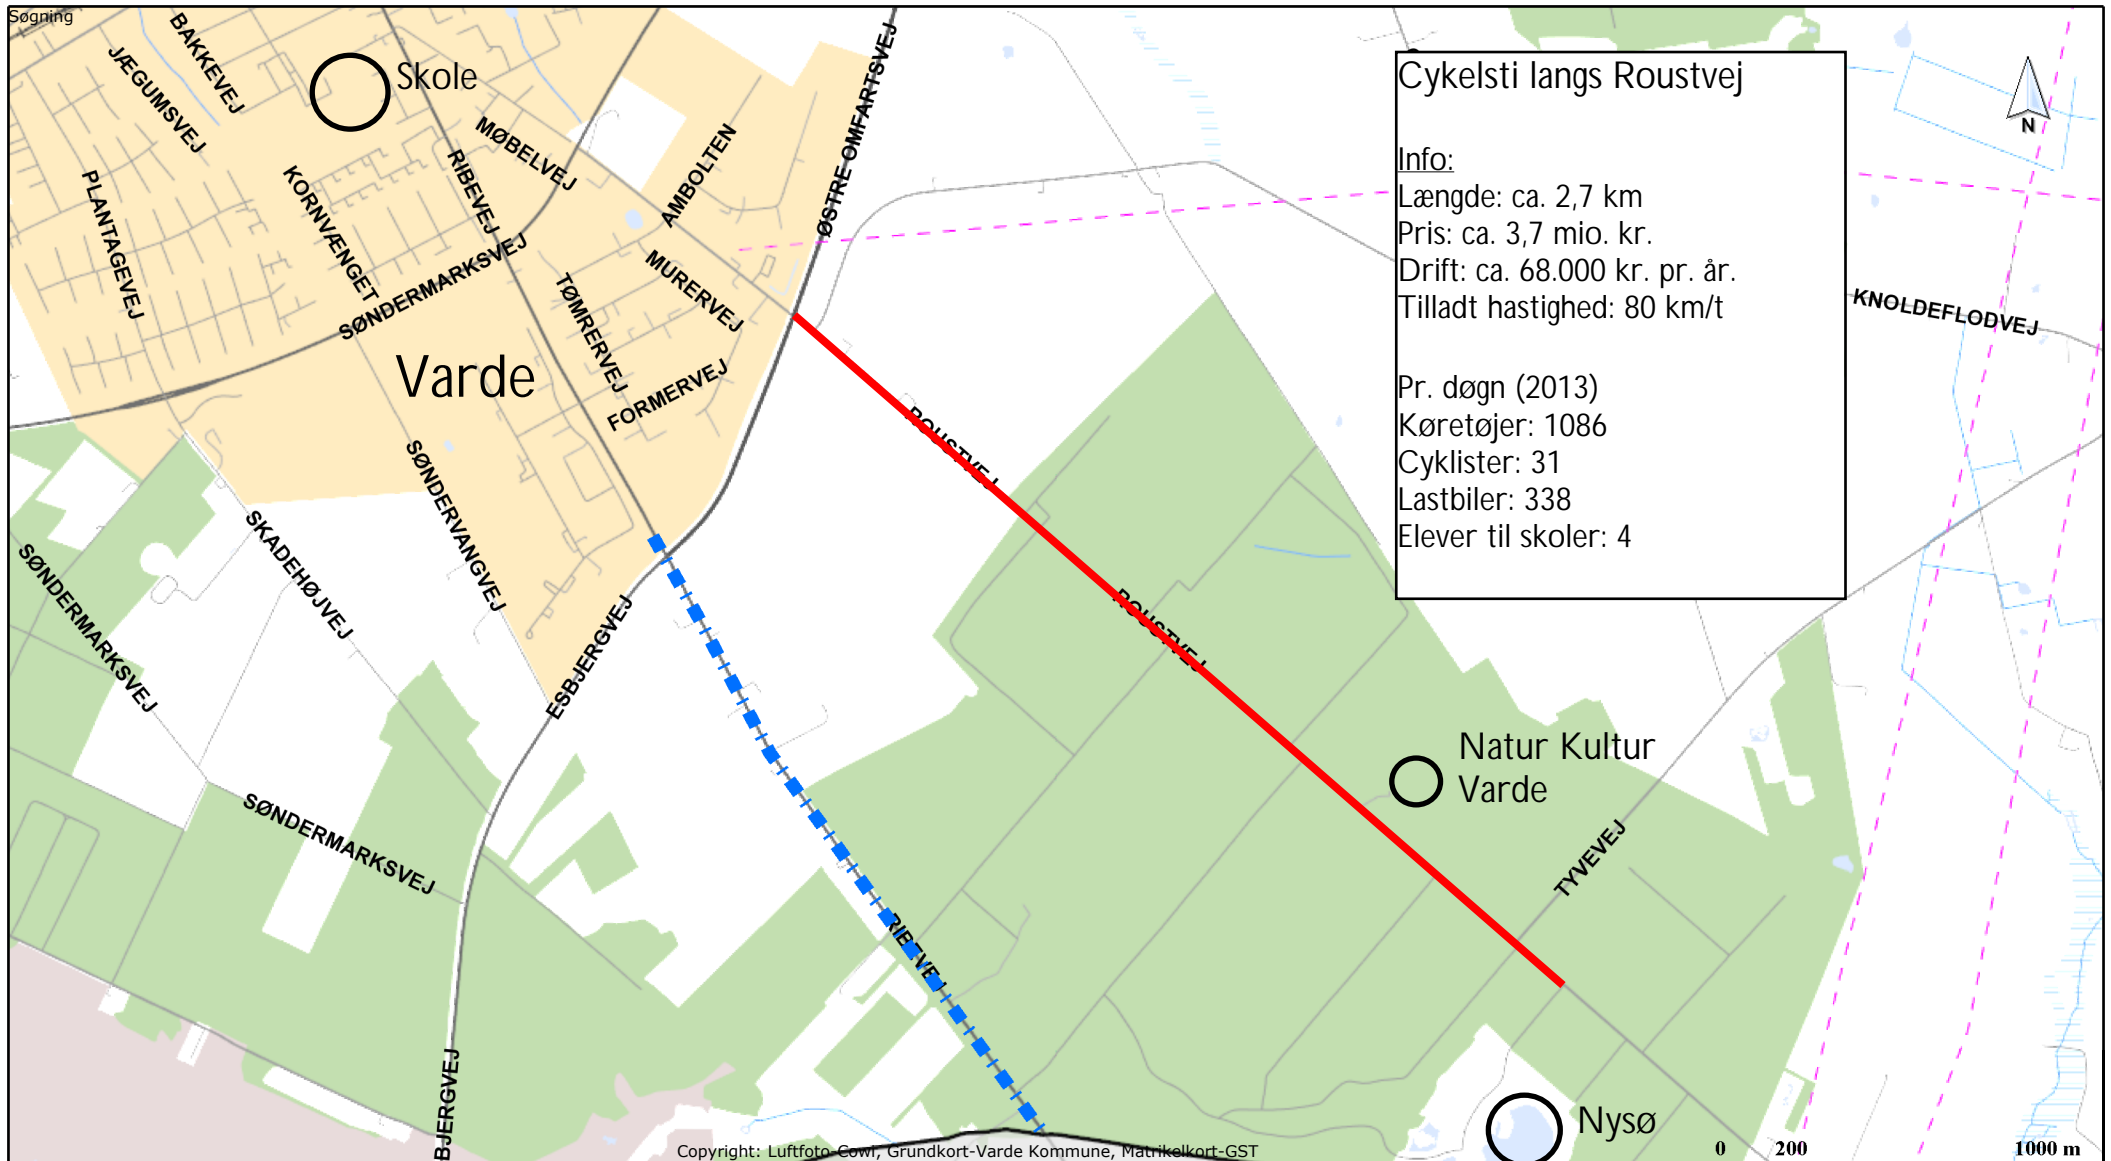 Søgning
BAKKEVEJ
JÆGUMSVEJ
Skole
MØBELVEJ
AMBOLTEN
ØSTRE OMFARTSVEJ
PLANTAGEVEJ
KORNVÆNGET
RIBEVEJ
SØNDERMARKSVEJ
TØMRERVEJ
MURERVEJ
FORMERVEJ
Varde
Cykelsti langs Roustvej
Info:
Længde: ca. 2,7 km
Pris: ca. 3,7 mio. kr.
Drift: ca. 68.000 kr. pr. år.
Tilladt hastighed: 80 km/t
Pr. døgn (2013)
Køretøjer: 1086
Cyklister: 31
Lastbiler: 338
Elever til skoler: 4
N
KNOLDEFLODVEJ
ROUSTVEJ
SØNDERVANGVEJ
SKADEHØJVEJ
SØNDERMARKSVEJ
ESBJERGVEJ
ROUSTVEJ
Natur Kultur
Varde
SØNDERMARKSVEJ
TYVEVEJ
RIBEVEJ
BJERGVEJ
Nysø
Copyright: Luftfoto-Cowi, Grundkort-Varde Kommune, Matrikelkort-GST
0 200 1000 m